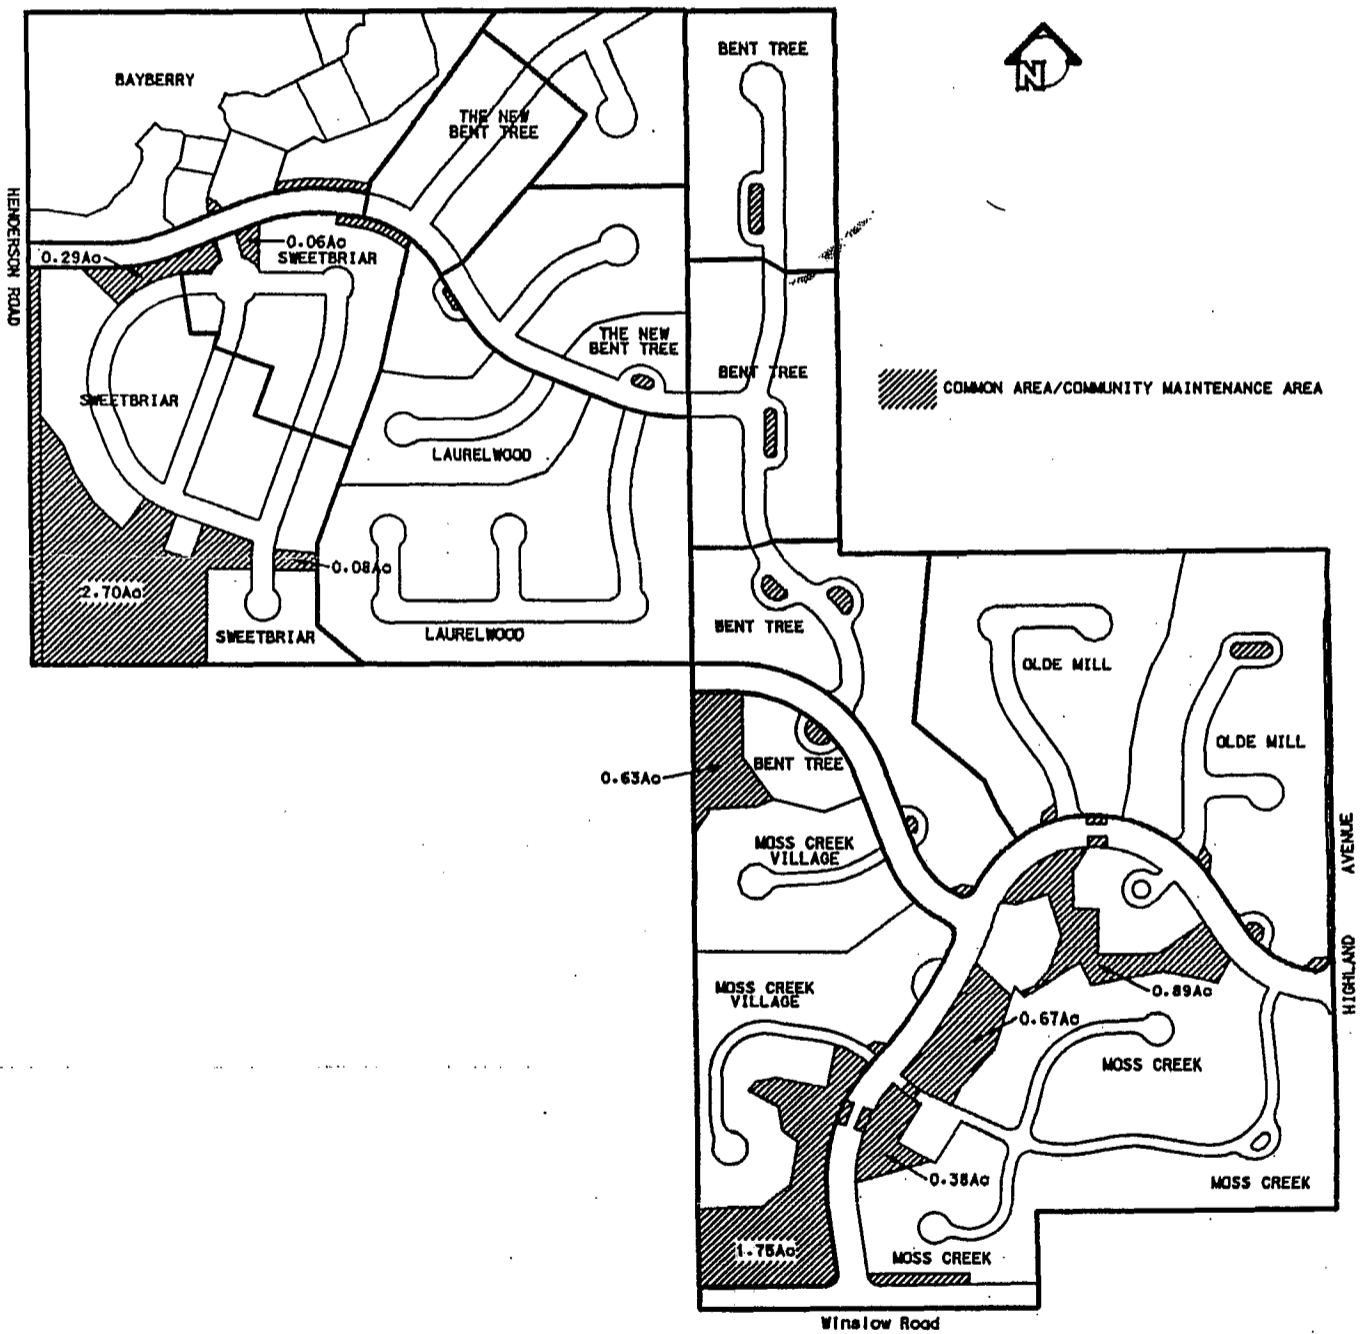 BENT TREE
N
BAYBERRY
THE NEW
BENT TREE
HENDERSON ROAD
0.06Ac
0.29Ac
SWEETBRIAR
THE NEW
BENT TREE
BENT TREE
COMMON AREA/COMMUNITY MAINTENANCE AREA
SWEETBRIAR
LAURELWOOD
0.08Ac
2.70Ac
SWEETBRIAR
LAURELWOOD
BENT TREE
OLDE MILL
OLDE MILL
BENT TREE
0.63Ac
MOSS CREEK
VILLAGE
HIGHLAND AVENUE
MOSS CREEK
VILLAGE
0.89Ac
0.67Ac
MOSS CREEK
0.38Ac
MOSS CREEK
1.75Ac
MOSS CREEK
Winslow Road